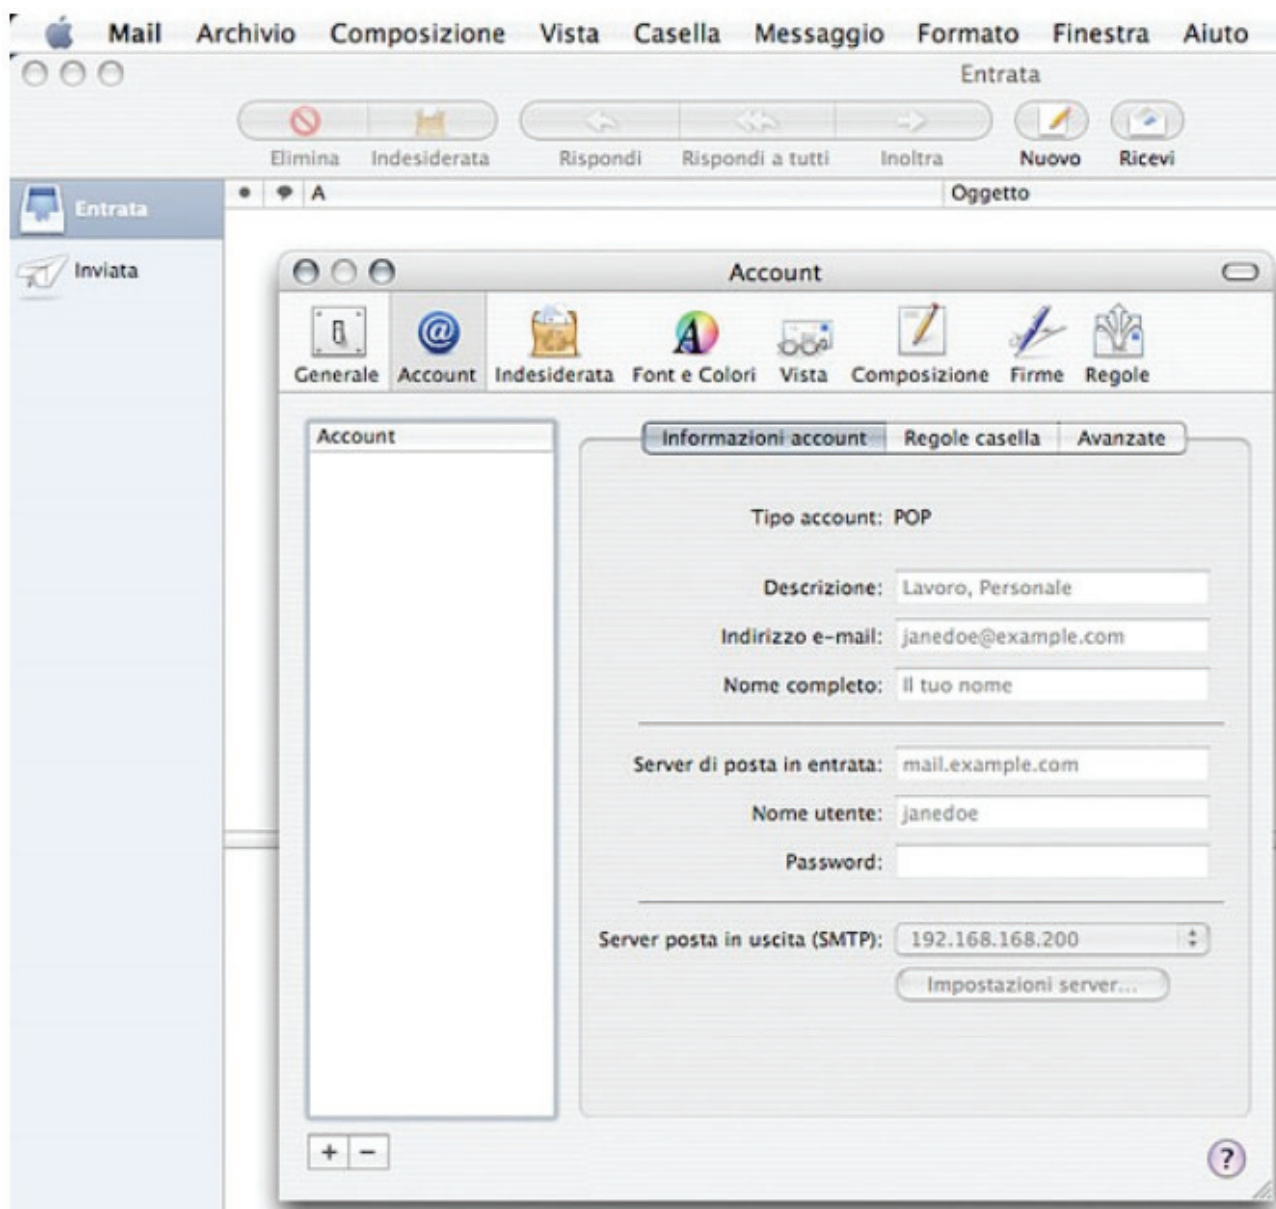 Mail Archivio Composizione Vista Casella Messaggio Formato Finestra Aiuto
Entrata
Elimina Indesiderata Rispondi Rispondi a tutti Inoltra Nuovo Ricevi
Entrata
A Oggetto
Inviata
Account
Generale Account Indesiderata Font e Colori Vista Composizione Firme Regole
Account
Informazioni account Regole casella Avanzate
Tipo account: POP
Descrizione: Lavoro, Personale
Indirizzo e-mail: janedoe@example.com
Nome completo: Il tuo nome
Server di posta in entrata: mail.example.com
Nome utente: janedoe
Password:
Server posta in uscita (SMTP): 192.168.168.200
Impostazioni server...
+ −
?